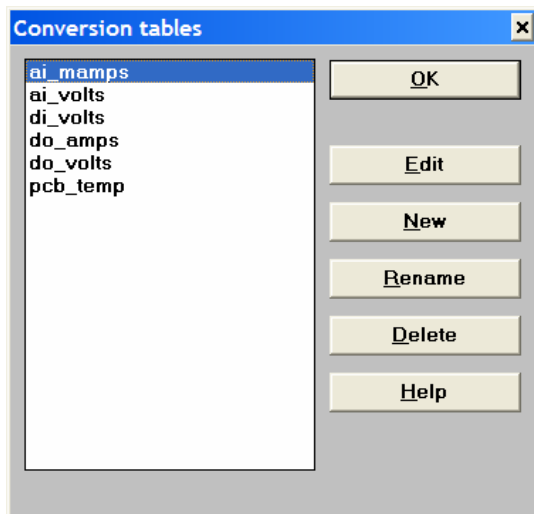 Conversion tables
ai_mamps
ai_volts
di_volts
do_amps
do_volts
pcb_temp
OK
Edit
New
Rename
Delete
Help